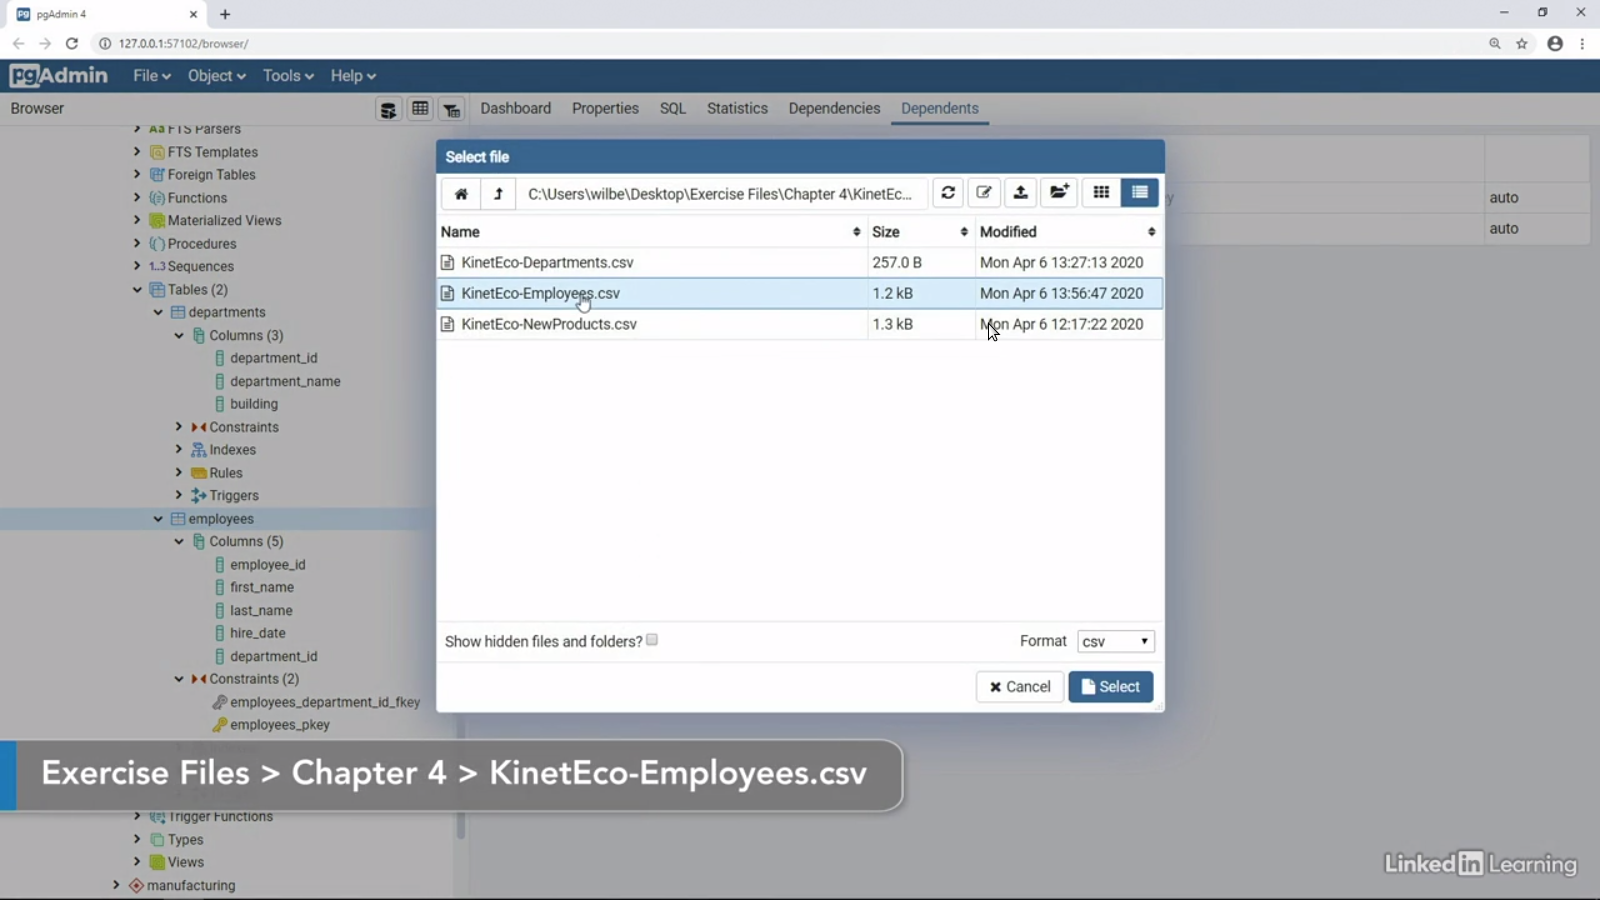 pgAdmin 4
127.0.0.1:57102/browser/
pgAdmin File Object Tools Help
Browser Dashboard Properties SQL Statistics Dependencies Dependents
FTS Parsers
FTS Templates
Foreign Tables
Functions
Materialized Views
Procedures
1..3 Sequences
Tables (2)
departments
Columns (3)
department_id
department_name
building
Constraints
Indexes
Rules
Triggers
employees
Columns (5)
employee_id
first_name
last_name
hire_date
department_id
Constraints (2)
employees_department_id_fkey
employees_pkey
Trigger Functions
Types
Views
manufacturing
Select file
C:\Users\wilbe\Desktop\Exercise Files\Chapter 4\KinetEc...
Name Size Modified
KinetEco-Departments.csv 257.0 B Mon Apr 6 13:27:13 2020
KinetEco-Employees.csv 1.2 kB Mon Apr 6 13:56:47 2020
KinetEco-NewProducts.csv 1.3 kB Mon Apr 6 12:17:22 2020
Show hidden files and folders? Format csv
Cancel Select
auto
auto
Exercise Files > Chapter 4 > KinetEco-Employees.csv
LinkedIn Learning